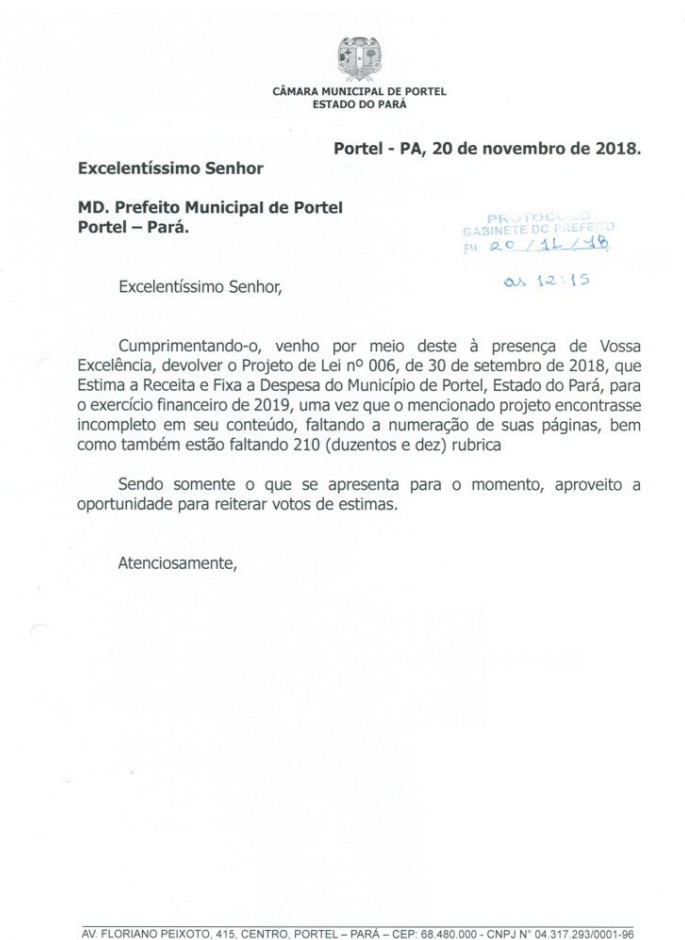 CÂMARA MUNICIPAL DE PORTEL
ESTADO DO PARÁ
Portel - PA, 20 de novembro de 2018.
Excelentíssimo Senhor
MD. Prefeito Municipal de Portel
Portel – Pará.
PROTOCOLO
GABINETE DO PREFEITO
EM: 20 / 11 / 18
as 12:15
Excelentíssimo Senhor,
Cumprimentando-o, venho por meio deste à presença de Vossa
Excelência, devolver o Projeto de Lei nº 006, de 30 de setembro de 2018, que
Estima a Receita e Fixa a Despesa do Município de Portel, Estado do Pará, para
o exercício financeiro de 2019, uma vez que o mencionado projeto encontrasse
incompleto em seu conteúdo, faltando a numeração de suas páginas, bem
como também estão faltando 210 (duzentos e dez) rubrica
Sendo somente o que se apresenta para o momento, aproveito a
oportunidade para reiterar votos de estimas.
Atenciosamente,
AV. FLORIANO PEIXOTO, 415, CENTRO, PORTEL – PARÁ – CEP: 68.480.000 - CNPJ N° 04.317.293/0001-96